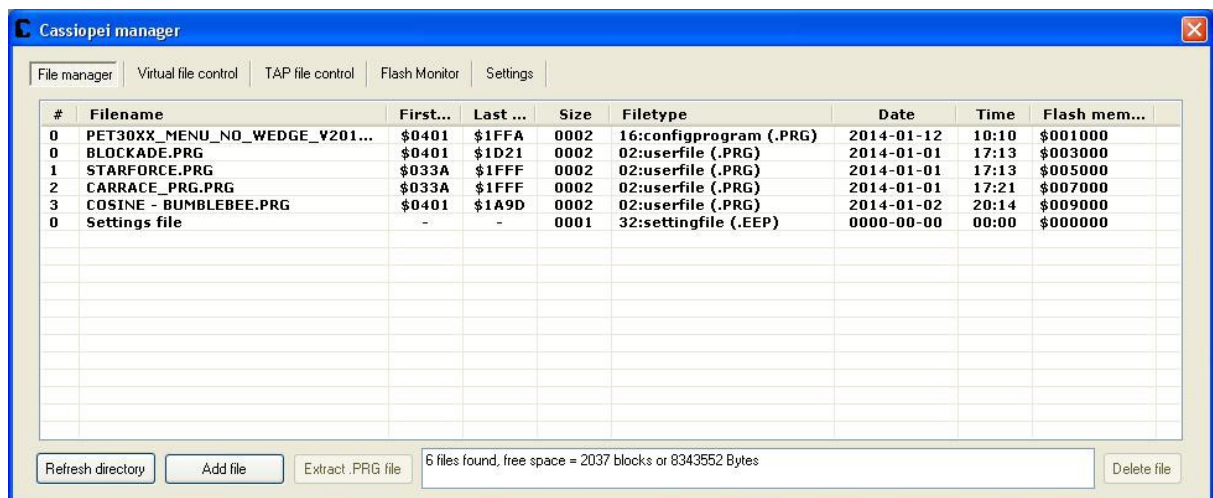 Cassiopei manager
File manager Virtual file control TAP file control Flash Monitor Settings
# Filename First... Last ... Size Filetype Date Time Flash mem...
0 PET30XX_MENU_NO_WEDGE_V201... $0401 $1FFA 0002 16:configprogram (.PRG) 2014-01-12 10:10 $001000
0 BLOCKADE.PRG $0401 $1D21 0002 02:userfile (.PRG) 2014-01-01 17:13 $003000
1 STARFORCE.PRG $033A $1FFF 0002 02:userfile (.PRG) 2014-01-01 17:13 $005000
2 CARRACE_PRG.PRG $033A $1FFF 0002 02:userfile (.PRG) 2014-01-01 17:21 $007000
3 COSINE - BUMBLEBEE.PRG $0401 $1A9D 0002 02:userfile (.PRG) 2014-01-02 20:14 $009000
0 Settings file - - 0001 32:settingfile (.EEP) 0000-00-00 00:00 $000000
Refresh directory Add file Extract .PRG file 6 files found, free space = 2037 blocks or 8343552 Bytes Delete file